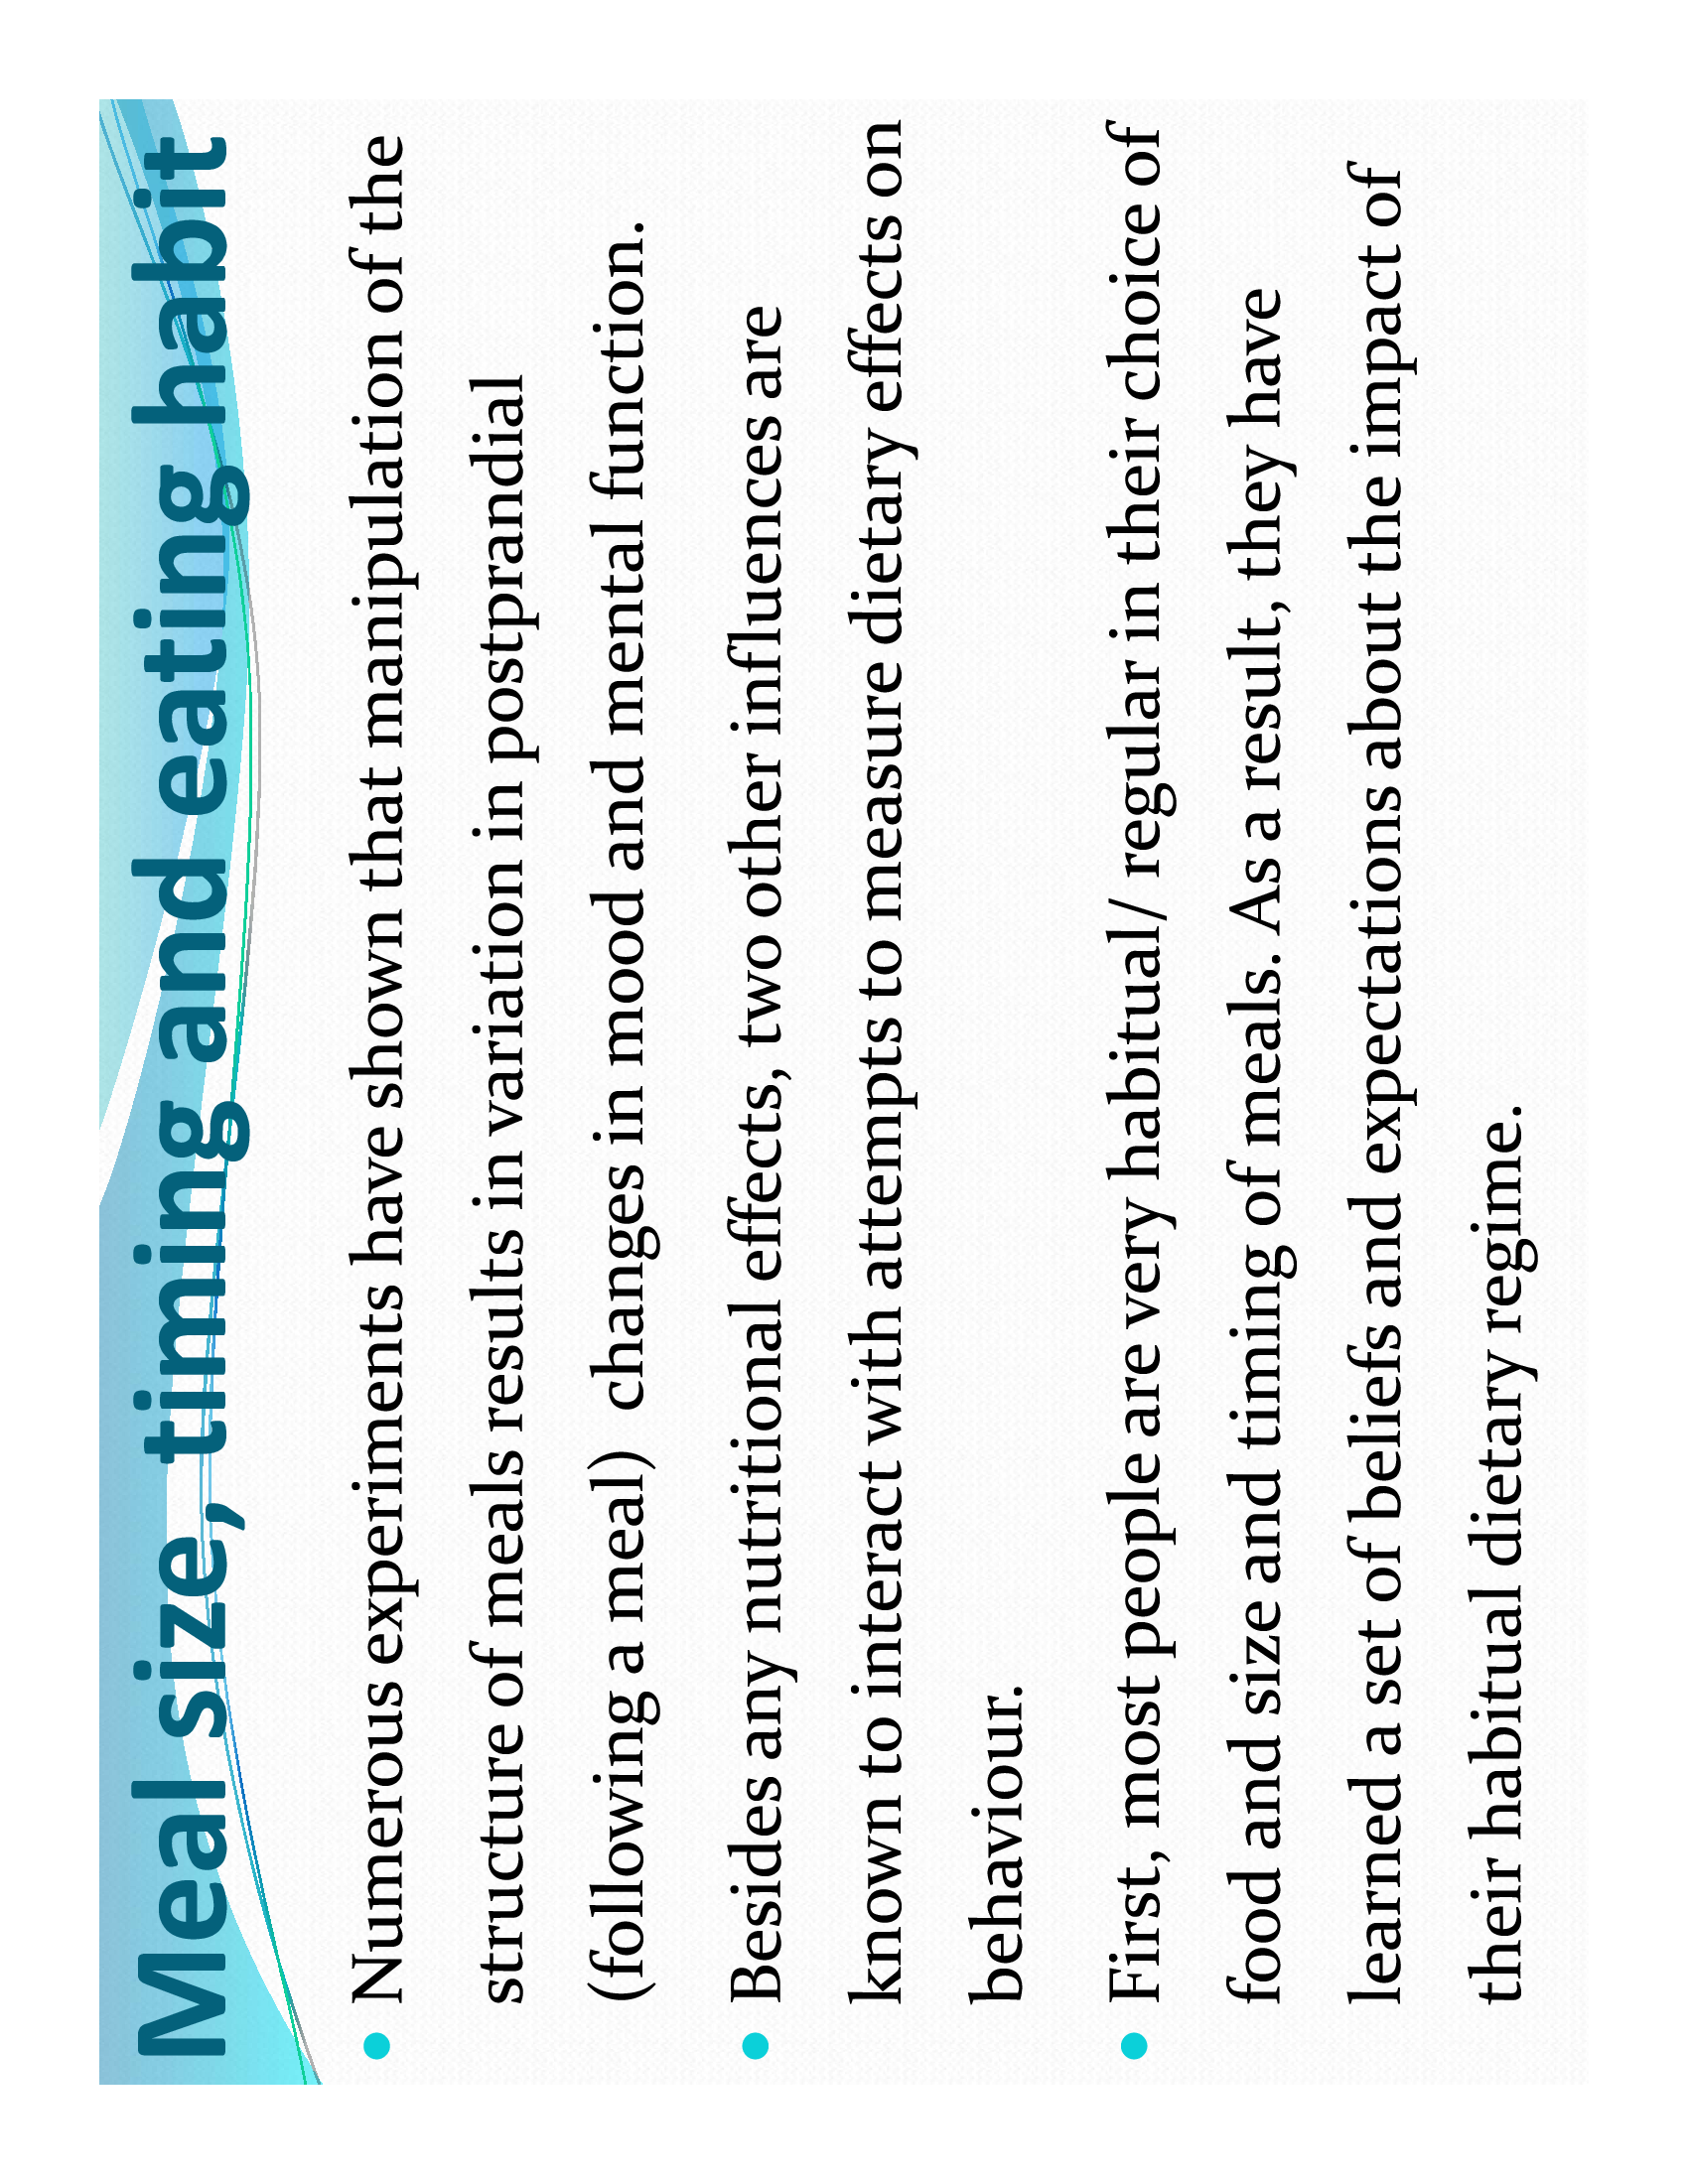 Meal size, timing and eating habit
• Numerous experiments have shown that manipulation of the
structure of meals results in variation in postprandial
(following a meal) changes in mood and mental function.
• Besides any nutritional effects, two other influences are
known to interact with attempts to measure dietary effects on
behaviour.
• First, most people are very habitual/ regular in their choice of
food and size and timing of meals. As a result, they have
learned a set of beliefs and expectations about the impact of
their habitual dietary regime.